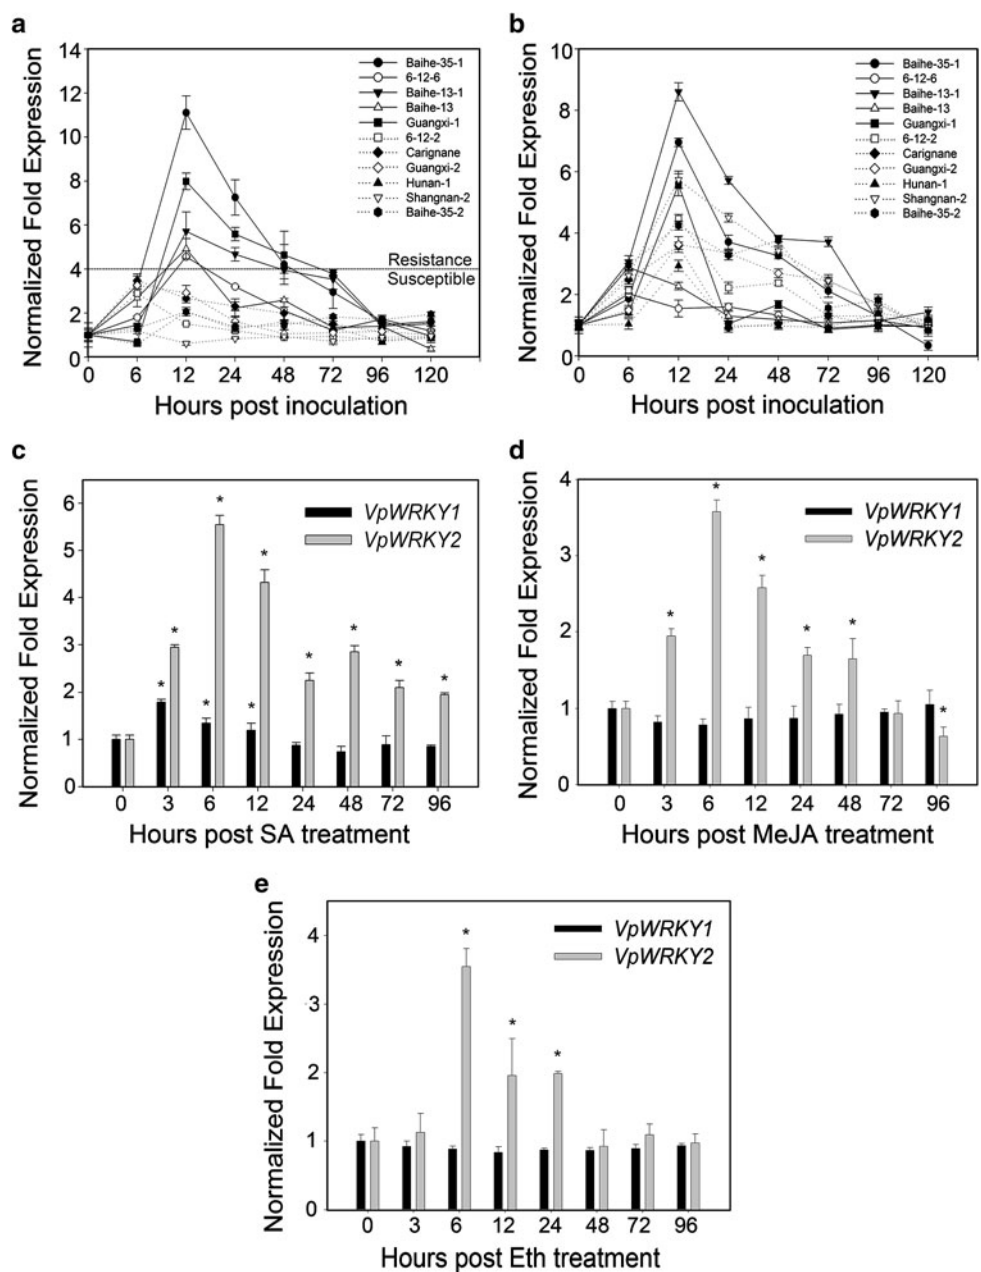 a
Normalized Fold Expression
14
12
10
8
6
4
2
0
Baihe-35-1
6-12-6
Baihe-13-1
Baihe-13
Guangxi-1
6-12-2
Carignane
Guangxi-2
Hunan-1
Shangnan-2
Baihe-35-2
Resistance
Susceptible
0 6 12 24 48 72 96 120
Hours post inoculation
b
Normalized Fold Expression
10
8
6
4
2
0
Baihe-35-1
6-12-6
Baihe-13-1
Baihe-13
Guangxi-1
6-12-2
Carignane
Guangxi-2
Hunan-1
Shangnan-2
Baihe-35-2
0 6 12 24 48 72 96 120
Hours post inoculation
c
Normalized Fold Expression
6
5
4
3
2
1
0
VpWRKY1
VpWRKY2
* * * * * * * * * *
0 3 6 12 24 48 72 96
Hours post SA treatment
d
Normalized Fold Expression
4
3
2
1
0
VpWRKY1
VpWRKY2
* * * * * *
0 3 6 12 24 48 72 96
Hours post MeJA treatment
e
Normalized Fold Expression
4
3
2
1
0
VpWRKY1
VpWRKY2
* * *
0 3 6 12 24 48 72 96
Hours post Eth treatment